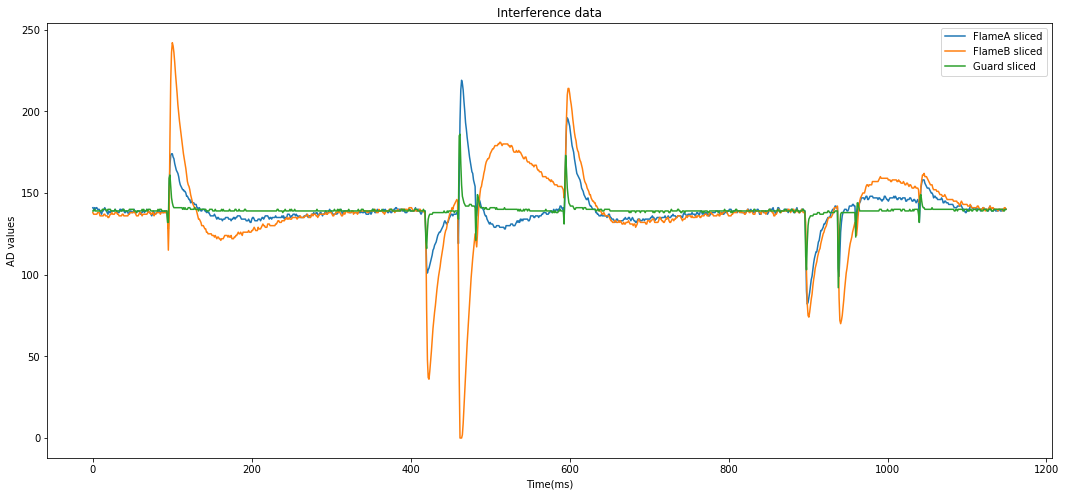 Interference data
FlameA sliced
FlameB sliced
Guard sliced
AD values
250
200
150
100
50
0
0 200 400 600 800 1000 1200
Time(ms)